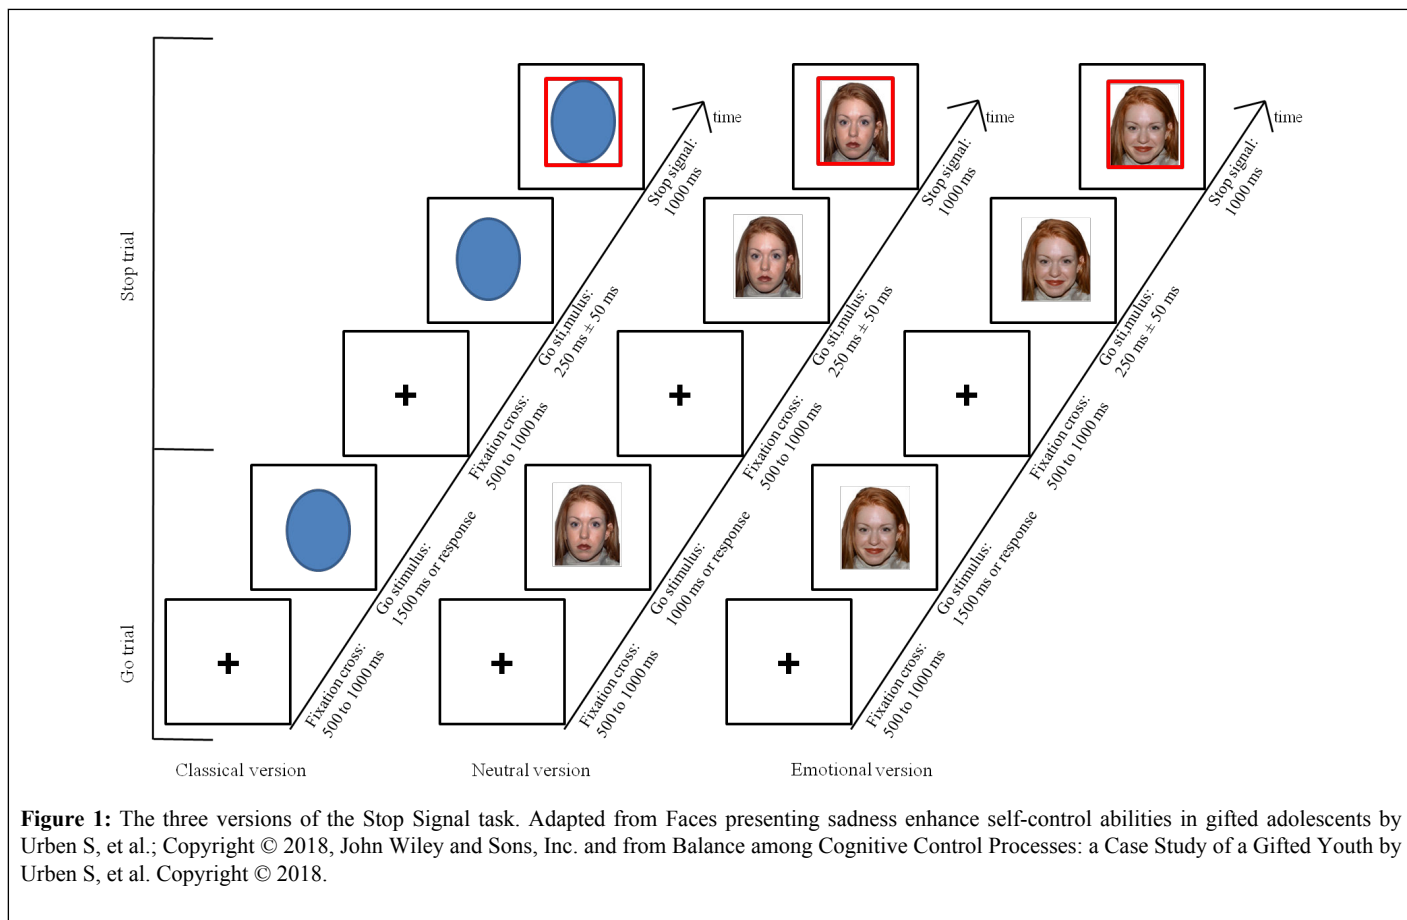 time
time
time
Stop signal:
1000 ms
Stop signal:
1000 ms
Stop signal:
1000 ms
Stop trial
Go sti,mulus:
250 ms ± 50 ms
Go sti,mulus:
250 ms ± 50 ms
Go stimulus:
250 ms ± 50 ms
Fixation cross:
500 to 1000 ms
Fixation cross:
500 to 1000 ms
Fixation cross:
500 to 1000 ms
Go stimulus:
1500 ms or response
Go stimulus:
1000 ms or response
Go stimulus:
1500 ms or response
Go trial
Fixation cross:
500 to 1000 ms
Fixation cross:
500 to 1000 ms
Fixation cross:
500 to 1000 ms
Classical version
Neutral version
Emotional version
Figure 1: The three versions of the Stop Signal task. Adapted from Faces presenting sadness enhance self-control abilities in gifted adolescents by
Urben S, et al.; Copyright © 2018, John Wiley and Sons, Inc. and from Balance among Cognitive Control Processes: a Case Study of a Gifted Youth by
Urben S, et al. Copyright © 2018.